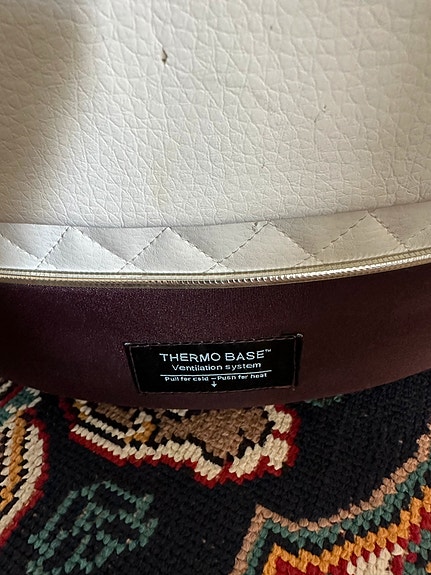 THERMO BASE™
Ventilation system
Pull for cold - Push for heat